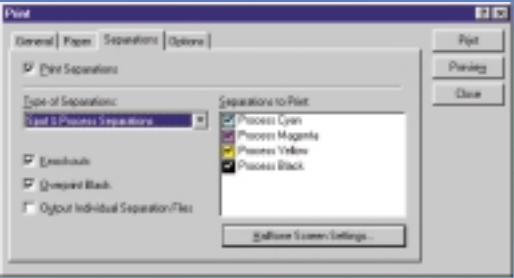 Print
General Paper Separations Options
Print Separations
Type of Separations:
Spot & Process Separations
Knockouts
Overprint Black
Output Individual Separation Files
Separations to Print:
Process Cyan
Process Magenta
Process Yellow
Process Black
Halftone Screen Settings...
Print
Preview
Close